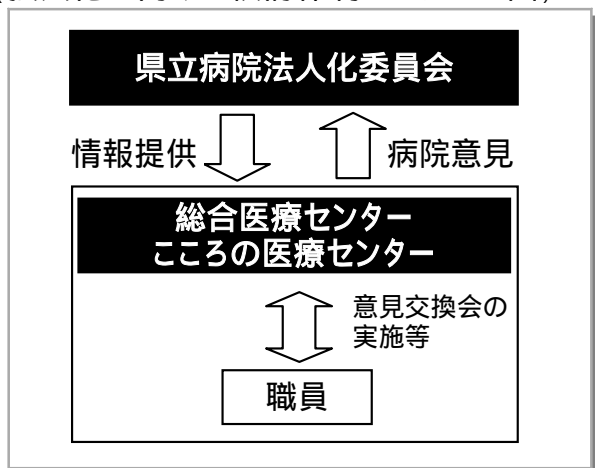 県立病院法人化委員会
情報提供
病院意見
総合医療センター
こころの医療センター
意見交換会の
実施等
職員